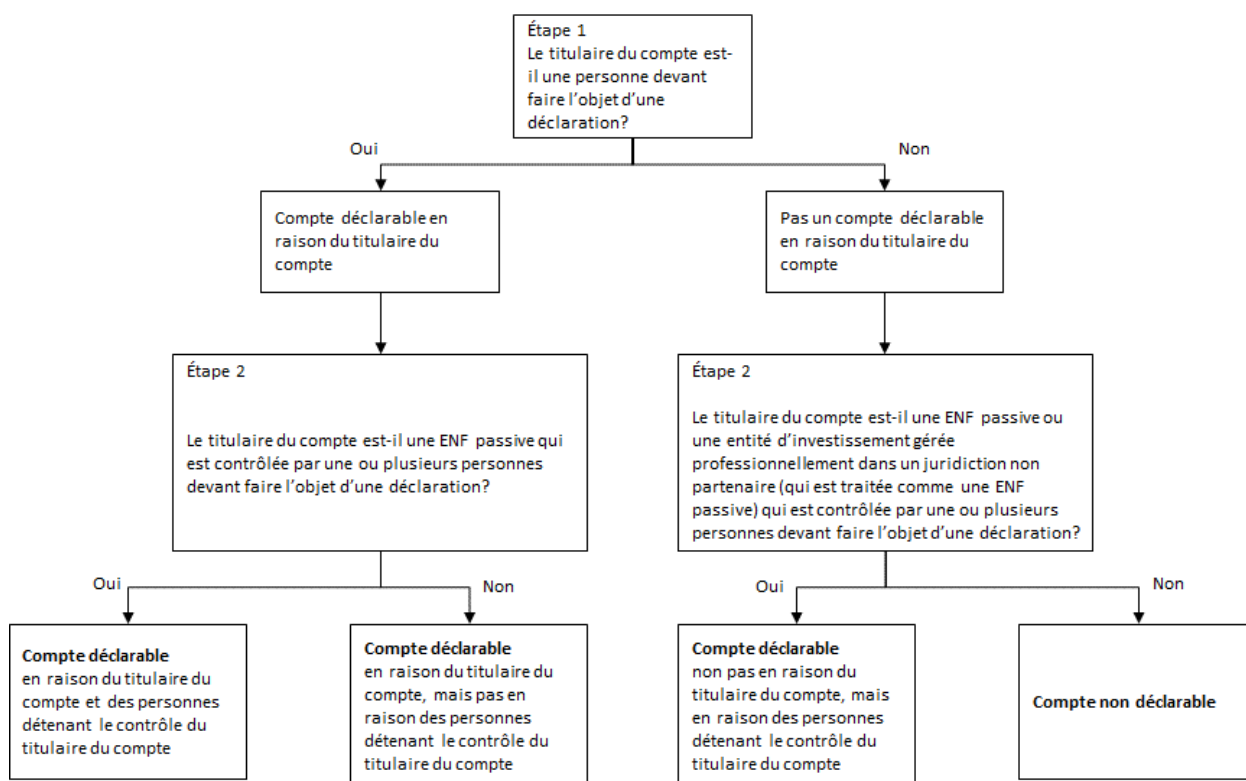 Étape 1
Le titulaire du compte est-
il une personne devant
faire l'objet d'une
déclaration?
Oui
Non
Compte déclarable en
raison du titulaire du
compte
Pas un compte déclarable
en raison du titulaire du
compte
Étape 2
Le titulaire du compte est-il une ENF passive qui
est contrôlée par une ou plusieurs personnes
devant faire l'objet d'une déclaration?
Étape 2
Le titulaire du compte est-il une ENF passive ou
une entité d'investissement gérée
professionnellement dans un juridiction non
partenaire (qui est traitée comme une ENF
passive) qui est contrôlée par une ou plusieurs
personnes devant faire l'objet d'une déclaration?
Oui
Non
Oui
Non
Compte déclarable
en raison du titulaire du
compte et des personnes
détenant le contrôle du
titulaire du compte
Compte déclarable
en raison du titulaire du
compte, mais pas en
raison des personnes
détenant le contrôle du
titulaire du compte
Compte déclarable
non pas en raison du
titulaire du compte, mais
en raison des personnes
détenant le contrôle du
titulaire du compte
Compte non déclarable